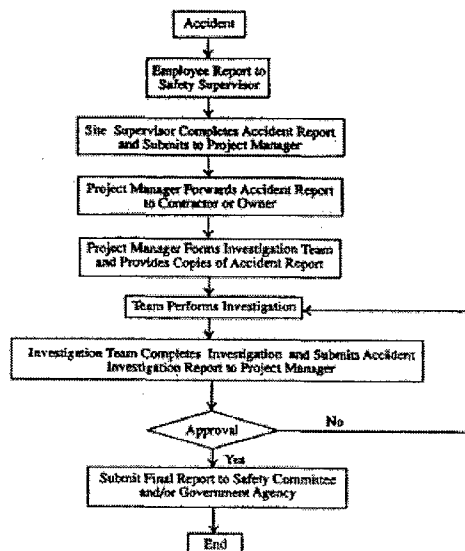 Accident
Employee Report to
Safety Supervisor
Site Supervisor Completes Accident Report
and Submits to Project Manager
Project Manager Forwards Accident Report
to Contractor or Owner
Project Manager Forms Investigation Team
and Provides Copies of Accident Report
Team Performs Investigation
Investigation Team Completes Investigation and Submits Accident
Investigation Report to Project Manager
Approval
No
Yes
Submit Final Report to Safety Committee
and/or Government Agency
End